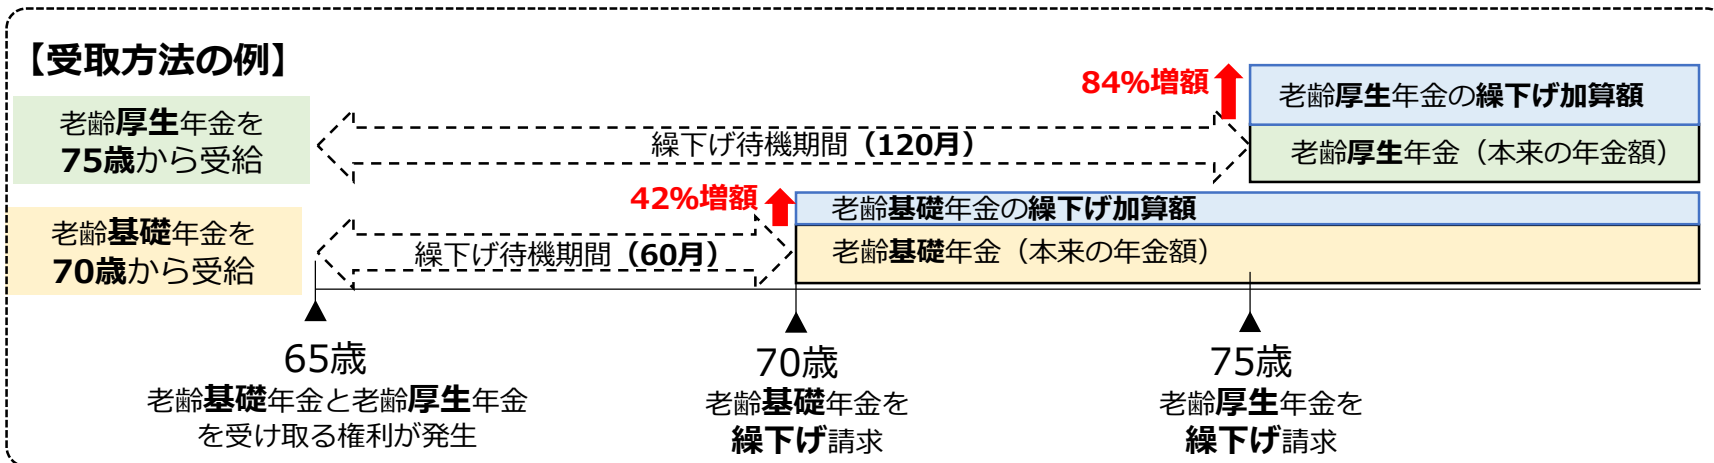 【受取方法の例】
老齢厚生年金を
75歳から受給
繰下げ待機期間（120月）
84%増額
老齢厚生年金の繰下げ加算額
老齢厚生年金（本来の年金額）
老齢基礎年金を
70歳から受給
繰下げ待機期間（60月）
42%増額
老齢基礎年金の繰下げ加算額
老齢基礎年金（本来の年金額）
65歳
老齢基礎年金と老齢厚生年金
を受け取る権利が発生
70歳
老齢基礎年金を
繰下げ請求
75歳
老齢厚生年金を
繰下げ請求